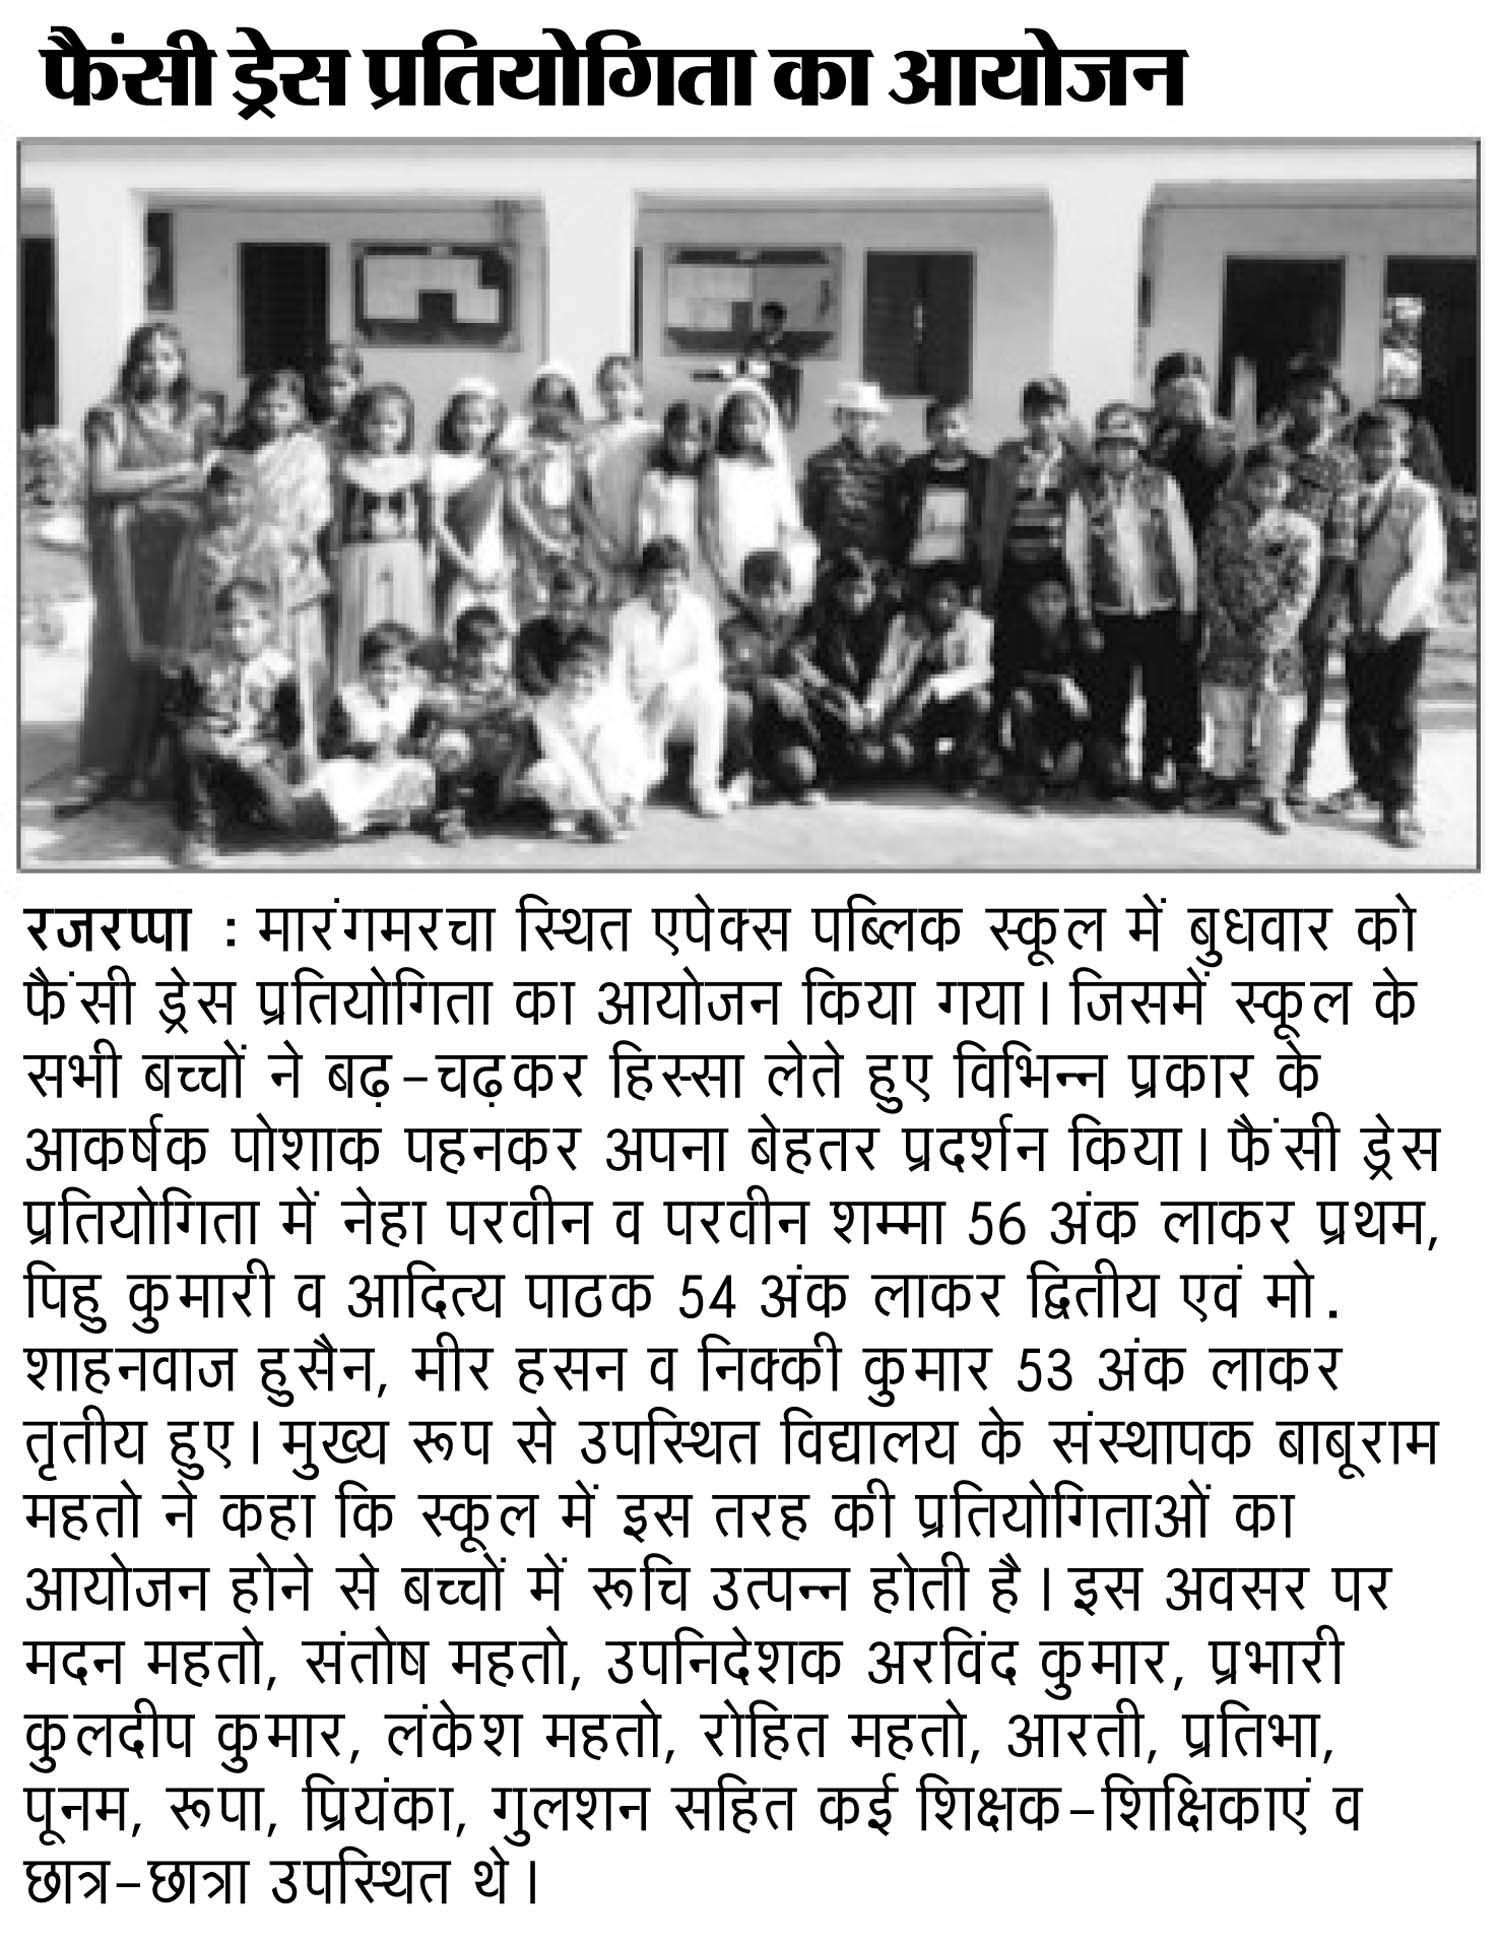 फैंसी ड्रेस प्रतियोगिता का आयोजन
रजरप्पा : मारंगमरचा स्थित एपेक्स पब्लिक स्कूल में बुधवार को
फैंसी ड्रेस प्रतियोगिता का आयोजन किया गया। जिसमें स्कूल के
सभी बच्चों ने बढ़-चढ़कर हिस्सा लेते हुए विभिन्न प्रकार के
आकर्षक पोशाक पहनकर अपना बेहतर प्रदर्शन किया। फैंसी ड्रेस
प्रतियोगिता में नेहा परवीन व परवीन शम्मा 56 अंक लाकर प्रथम,
पिहु कुमारी व आदित्य पाठक 54 अंक लाकर द्वितीय एवं मो.
शाहनवाज हुसैन, मीर हसन व निक्की कुमार 53 अंक लाकर
तृतीय हुए। मुख्य रूप से उपस्थित विद्यालय के संस्थापक बाबूराम
महतो ने कहा कि स्कूल में इस तरह की प्रतियोगिताओं का
आयोजन होने से बच्चों में रूचि उत्पन्न होती है। इस अवसर पर
मदन महतो, संतोष महतो, उपनिदेशक अरविंद कुमार, प्रभारी
कुलदीप कुमार, लंकेश महतो, रोहित महतो, आरती, प्रतिभा,
पूनम, रूपा, प्रियंका, गुलशन सहित कई शिक्षक-शिक्षिकाएं व
छात्र-छात्रा उपस्थित थे।